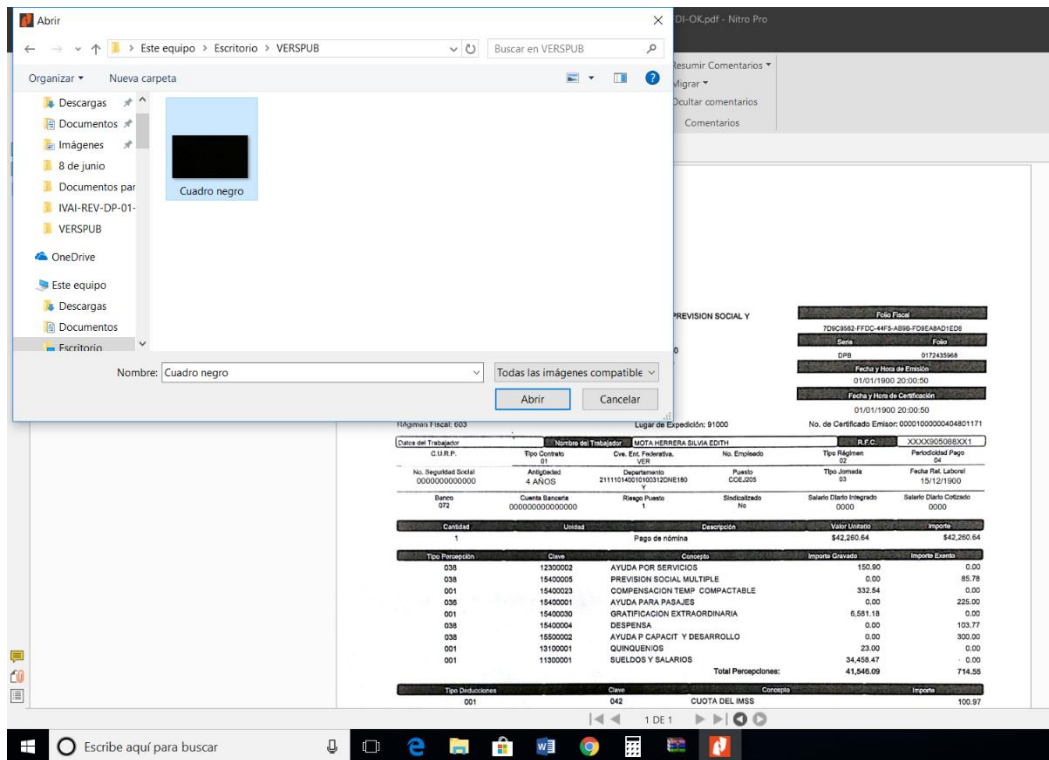 Abrir
DI-OK.pdf - Nitro Pro
Este equipo > Escritorio > VERSPUB
Buscar en VERSPUB
Organizar
Nueva carpeta
Resumir Comentarios
Migrar
Ocultar comentarios
Comentarios
Descargas
Documentos
Imágenes
8 de junio
Documentos par
IVAI-REV-DP-01-
VERSPUB
OneDrive
Este equipo
Descargas
Documentos
Escritorio
Cuadro negro
Nombre: Cuadro negro
Todas las imágenes compatible
Abrir
Cancelar
PREVISION SOCIAL Y
0
Folio Fiscal
Serie Folio
DPB 0172435968
Fecha y Hora de Emisión
01/01/1900 20:00:50
Fecha y Hora de Certificación
01/01/1900 20:00:50
Régimen Fiscal: 603 Lugar de Expedición: 91000 No. de Certificado Emisor: 00001000000404801171
Datos del Trabajador Nombre del Trabajador MOTA HERRERA SILVIA EDITH R.F.C. XXXX905088XX1
C.U.R.P. Tipo Contrato Cve. Ent. Federativa. No. Empleado Tipo Régimen Periodicidad Pago
01 VER 02 04
No. Seguridad Social Antigüedad Departamento Puesto Tipo Jornada Fecha Rel. Laboral
0000000000000 4 AÑOS Y 03 15/12/1900
Banco Cuenta Bancaria Riesgo Puesto Sindicalizado Salario Diario Integrado Salario Diario Cotizado
072 000000000000000 1 No 0000 0000
Cantidad Unidad Descripción Valor Unitario Importe
1 Pago de nómina $42,260.64 $42,260.64
Tipo Percepción Clave Concepto Importe Gravado Importe Exento
038 12300002 AYUDA POR SERVICIOS 150.90 0.00
038 15400005 PREVISION SOCIAL MULTIPLE 0.00 85.78
001 15400023 COMPENSACION TEMP COMPACTABLE 332.54 0.00
036 15400001 AYUDA PARA PASAJES 0.00 225.00
001 15400030 GRATIFICACION EXTRAORDINARIA 6,581.18 0.00
038 15400004 DESPENSA 0.00 103.77
038 15500002 AYUDA P CAPACIT Y DESARROLLO 0.00 300.00
001 13100001 QUINQUENIOS 23.00 0.00
001 11300001 SUELDOS Y SALARIOS 34,458.47 0.00
Total Percepciones: 41,546.09 714.55
Tipo Deducciones Clave Concepto Importe
001 042 CUOTA DEL IMSS 100.97
1 DE 1
Escribe aquí para buscar